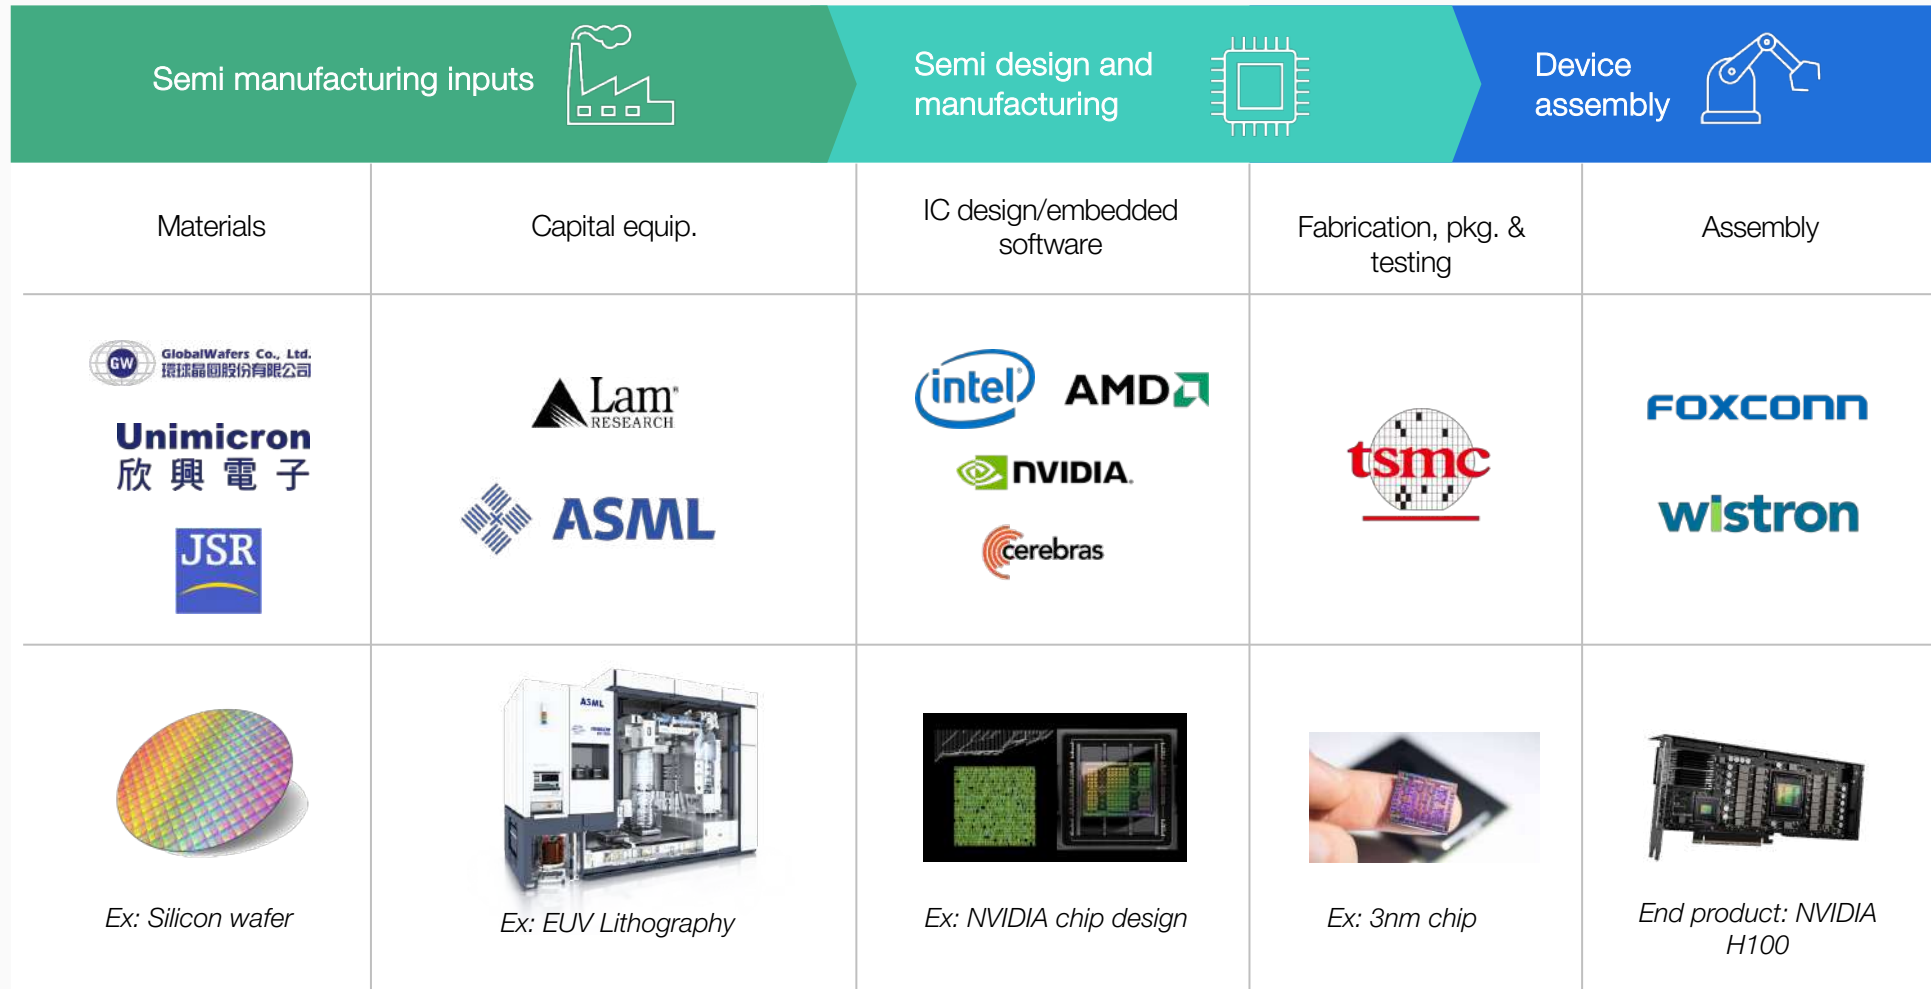 Semi manufacturing inputs
Semi design and
manufacturing
Device
assembly
Materials
Capital equip.
IC design/embedded
software
Fabrication, pkg. &
testing
Assembly
GW
GlobalWafers Co., Ltd.
環球晶圓股份有限公司
Unimicron
欣興電子
JSR
Lam®
RESEARCH
ASML
intel
AMD
NVIDIA.
cerebras
tsmc
FOXCONN
wistron
ASML
Ex: Silicon wafer
Ex: EUV Lithography
Ex: NVIDIA chip design
Ex: 3nm chip
End product: NVIDIA
H100